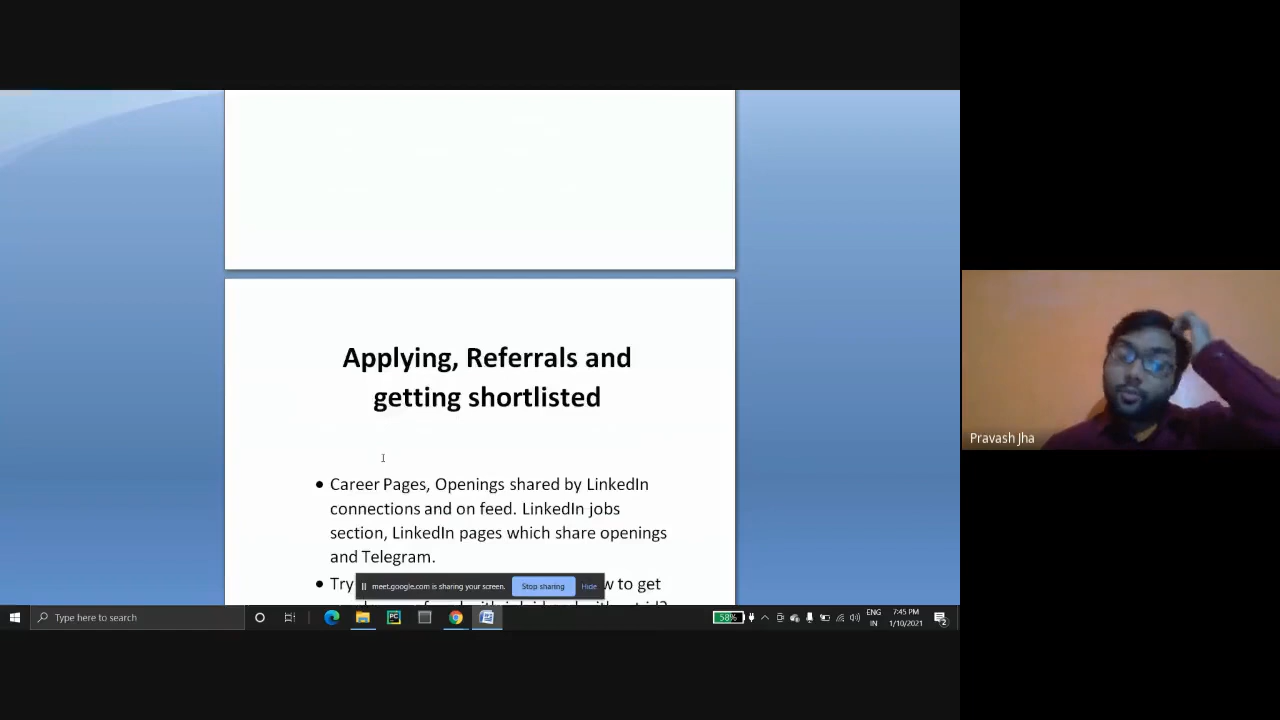 Applying, Referrals and
getting shortlisted
● Career Pages, Openings shared by LinkedIn
connections and on feed. LinkedIn jobs
section, LinkedIn pages which share openings
and Telegram.
● Try
w to get
meet.google.com is sharing your screen. Stop sharing Hide
Pravash Jha
Type here to search
PC
58%
ENG
IN
7:45 PM
1/10/2021
2